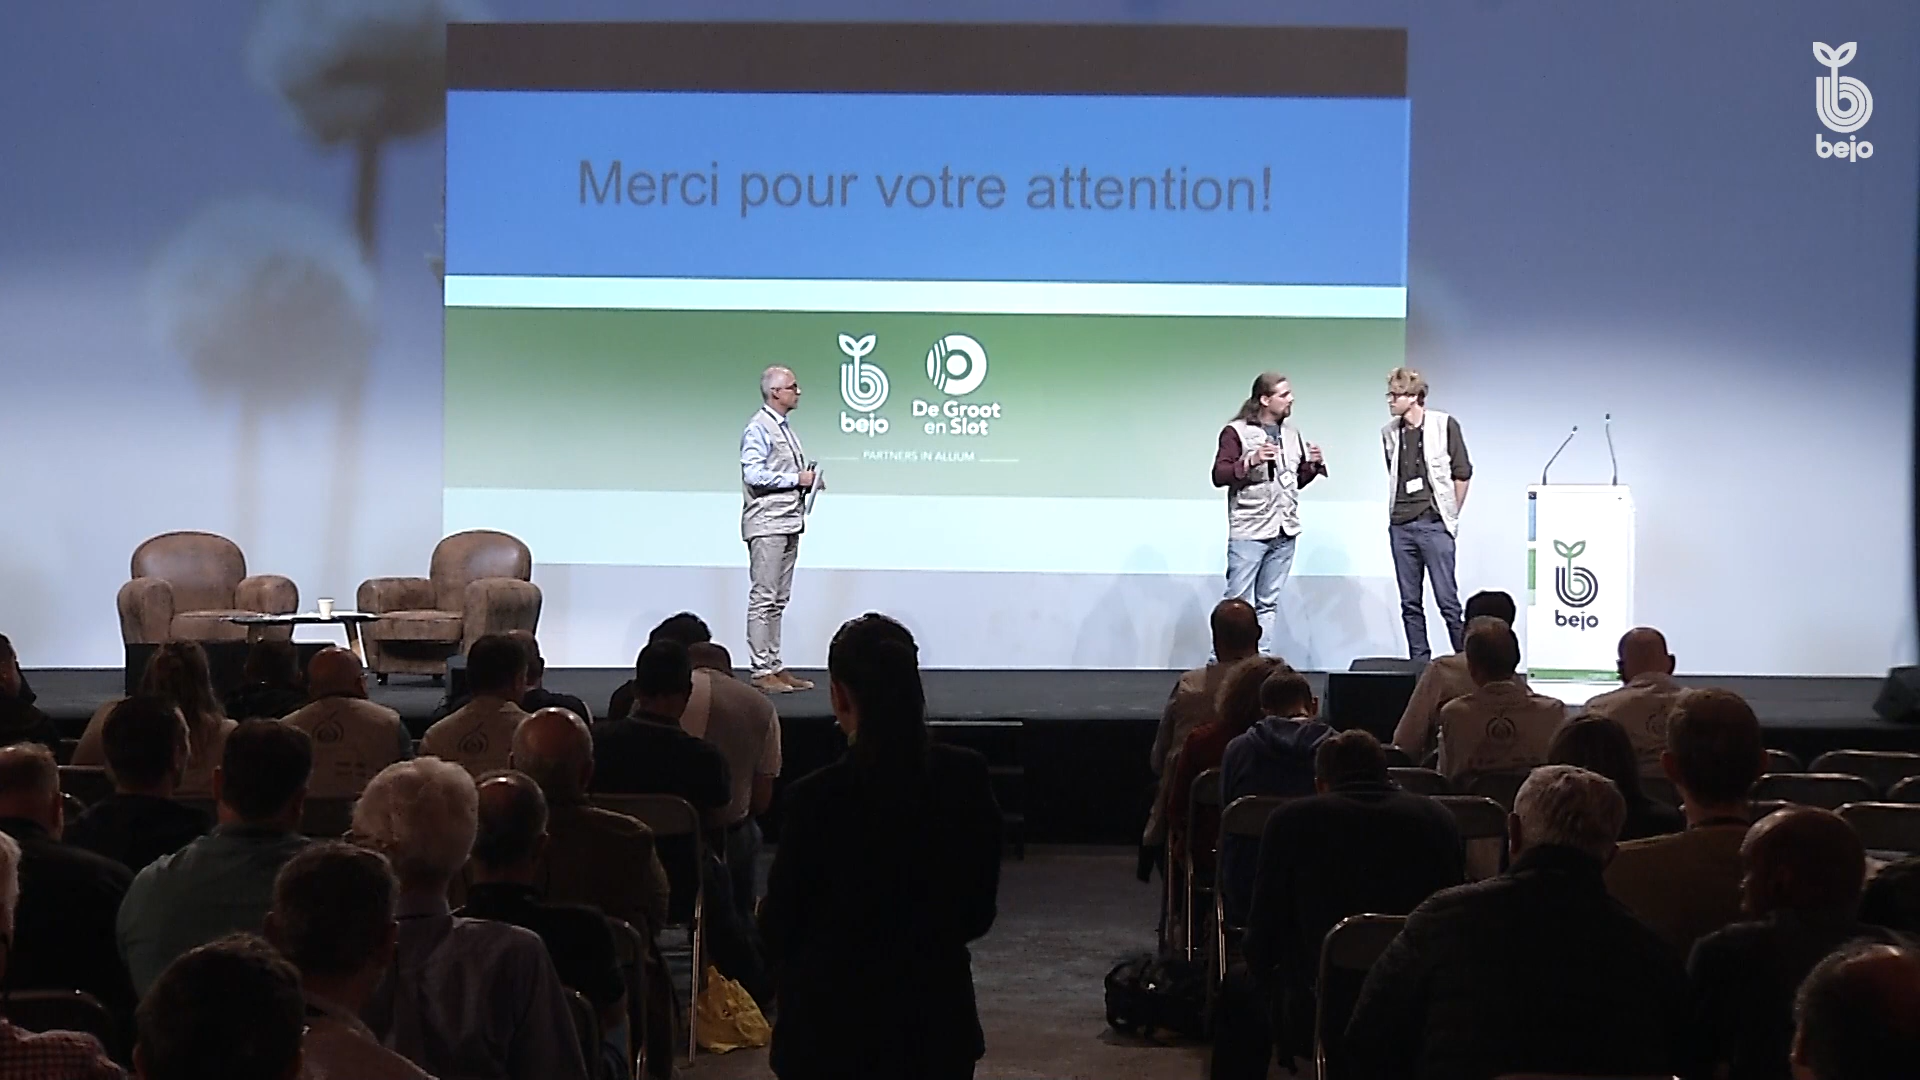 Merci pour votre attention!
bejo
De Groot
en Slot
PARTNERS IN ALLIUM
bejo
bejo